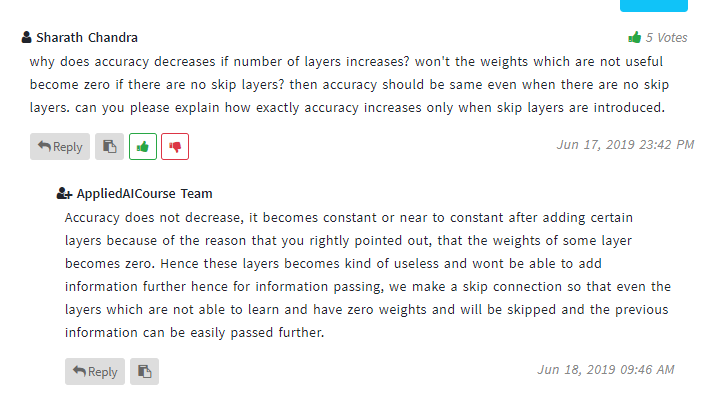 Sharath Chandra
5 Votes
why does accuracy decreases if number of layers increases? won't the weights which are not useful
become zero if there are no skip layers? then accuracy should be same even when there are no skip
layers. can you please explain how exactly accuracy increases only when skip layers are introduced.
Reply
Jun 17, 2019 23:42 PM
AppliedAICourse Team
Accuracy does not decrease, it becomes constant or near to constant after adding certain
layers because of the reason that you rightly pointed out, that the weights of some layer
becomes zero. Hence these layers becomes kind of useless and wont be able to add
information further hence for information passing, we make a skip connection so that even the
layers which are not able to learn and have zero weights and will be skipped and the previous
information can be easily passed further.
Reply
Jun 18, 2019 09:46 AM